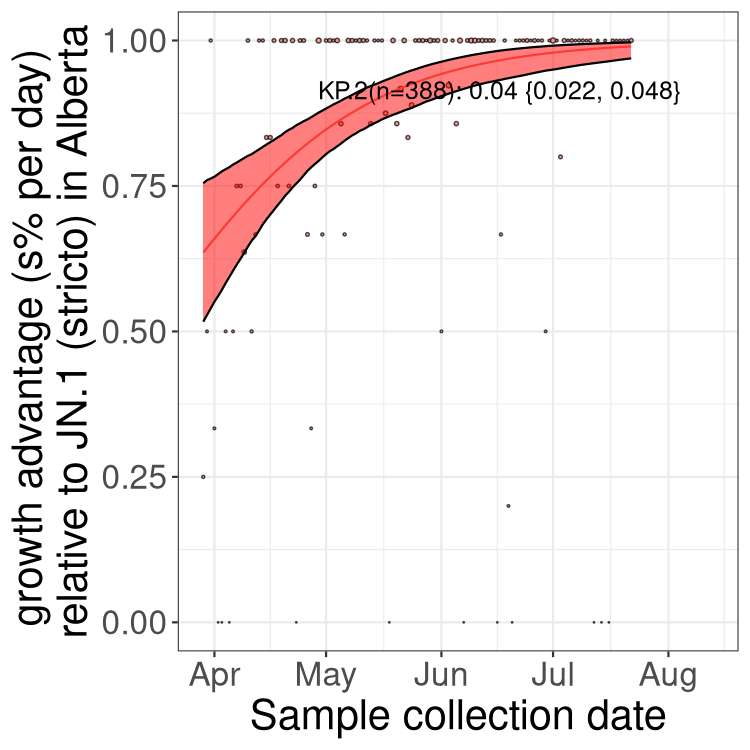 growth advantage (s% per day)
relative to JN.1 (stricto) in Alberta
1.00
0.75
0.50
0.25
0.00
KP.2(n=388): 0.04 {0.022, 0.048}
Apr May Jun Jul Aug
Sample collection date